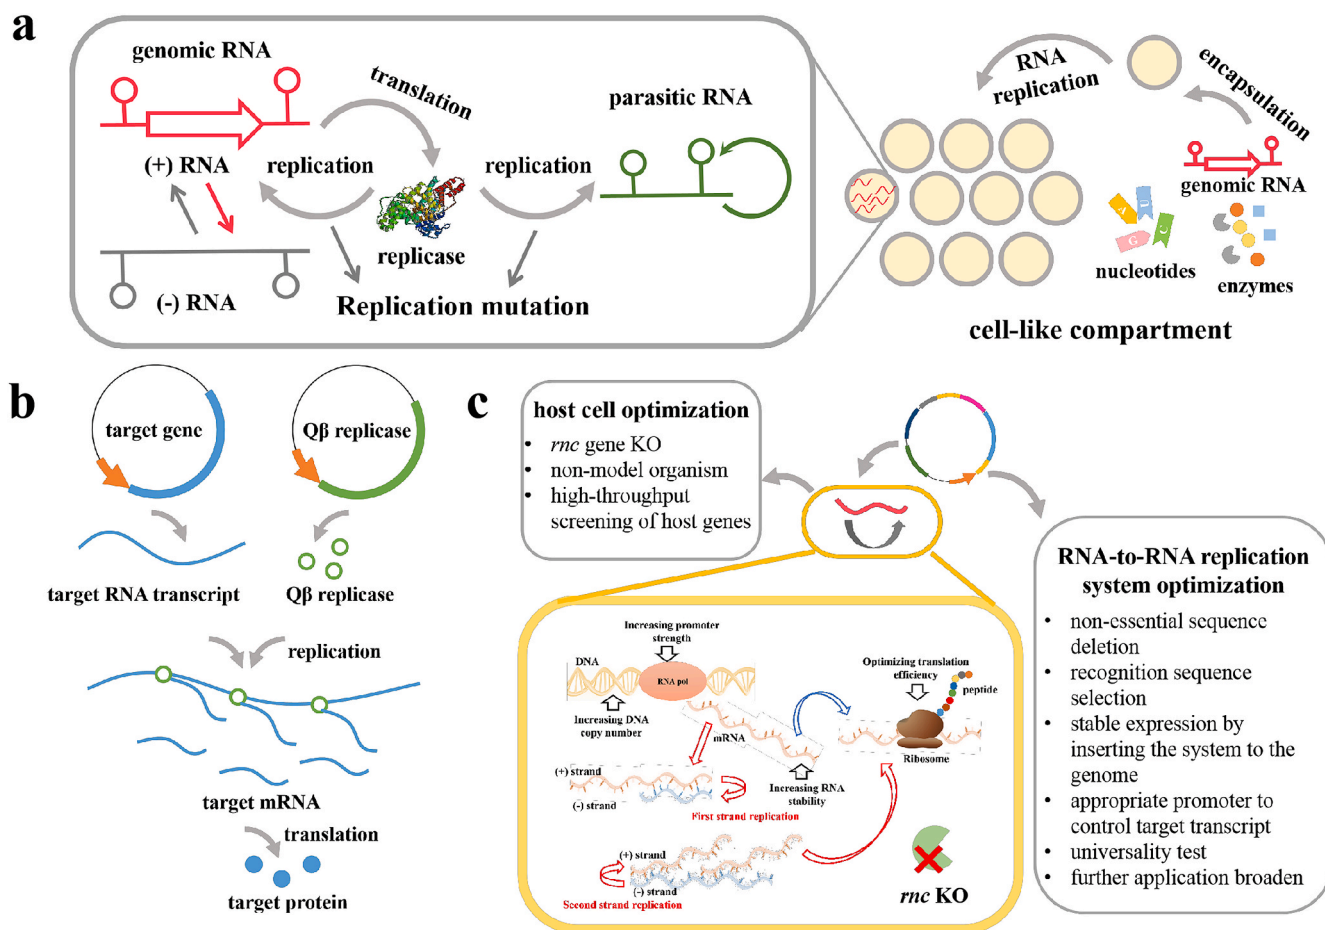 a
genomic RNA
translation
parasitic RNA
(+) RNA
replication
replication
replicase
(-) RNA
Replication mutation
RNA
replication
encapsulation
genomic RNA
A
U
G
C
nucleotides
enzymes
cell-like compartment
b
target gene
Qβ replicase
target RNA transcript
Qβ replicase
replication
target mRNA
translation
target protein
c
host cell optimization
• rnc gene KO
• non-model organism
• high-throughput
screening of host genes
RNA-to-RNA replication
system optimization
• non-essential sequence
deletion
• recognition sequence
selection
• stable expression by
inserting the system to the
genome
• appropriate promoter to
control target transcript
• universality test
• further application broaden
Increasing promoter
strength
DNA
RNA pol
Increasing DNA
copy number
mRNA
Optimizing translation
efficiency
peptide
Ribosome
Increasing RNA
stability
(+) strand
(-) strand
First strand replication
(+) strand
(-) strand
Second strand replication
rnc KO